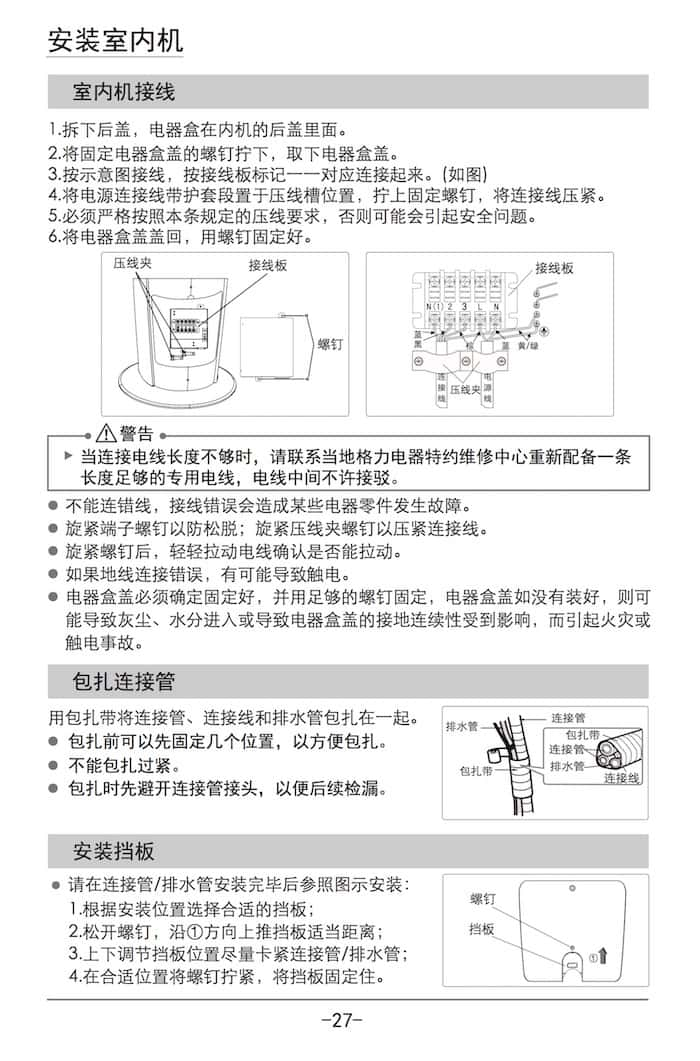 安装室内机
室内机接线
1.拆下后盖，电器盒在内机的后盖里面。
2.将固定电器盒盖的螺钉拧下，取下电器盒盖。
3.按示意图接线，按接线板标记一一对应连接起来。(如图)
4.将电源连接线带护套段置于压线槽位置，拧上固定螺钉，将连接线压紧。
5.必须严格按照本条规定的压线要求，否则可能会引起安全问题。
6.将电器盒盖盖回，用螺钉固定好。
压线夹
接线板
螺钉
接线板
N(1) 2 3 L N
蓝
黑
棕
蓝
黄/绿
连接线
压线夹
电源线
警告
当连接电线长度不够时，请联系当地格力电器特约维修中心重新配备一条
长度足够的专用电线，电线中间不许接驳。
● 不能连错线，接线错误会造成某些电器零件发生故障。
● 旋紧端子螺钉以防松脱；旋紧压线夹螺钉以压紧连接线。
● 旋紧螺钉后，轻轻拉动电线确认是否能拉动。
● 如果地线连接错误，有可能导致触电。
● 电器盒盖必须确定固定好，并用足够的螺钉固定，电器盒盖如没有装好，则可
能导致灰尘、水分进入或导致电器盒盖的接地连续性受到影响，而引起火灾或
触电事故。
包扎连接管
用包扎带将连接管、连接线和排水管包扎在一起。
● 包扎前可以先固定几个位置，以方便包扎。
● 不能包扎过紧。
● 包扎时先避开连接管接头，以便后续检漏。
排水管
包扎带
连接管
包扎带
连接管
排水管
连接线
安装挡板
● 请在连接管/排水管安装完毕后参照图示安装：
1.根据安装位置选择合适的挡板；
2.松开螺钉，沿①方向上推挡板适当距离；
3.上下调节挡板位置尽量卡紧连接管/排水管；
4.在合适位置将螺钉拧紧，将挡板固定住。
螺钉
挡板
①
-27-